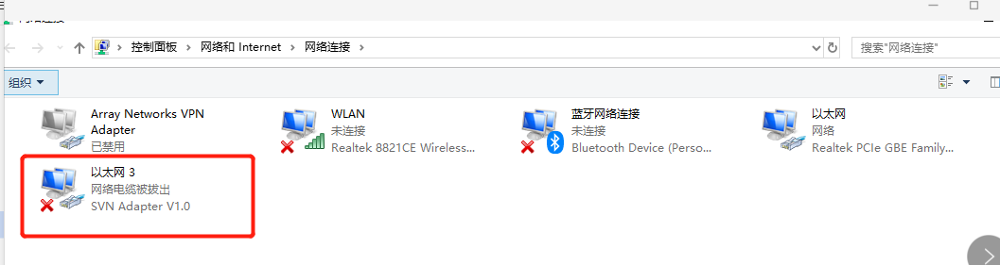 控制面板 网络和 Internet 网络连接
搜索"网络连接"
组织
Array Networks VPN
Adapter
已禁用
WLAN
未连接
Realtek 8821CE Wireless...
蓝牙网络连接
未连接
Bluetooth Device (Perso...
以太网
网络
Realtek PCIe GBE Family...
以太网 3
网络电缆被拔出
SVN Adapter V1.0